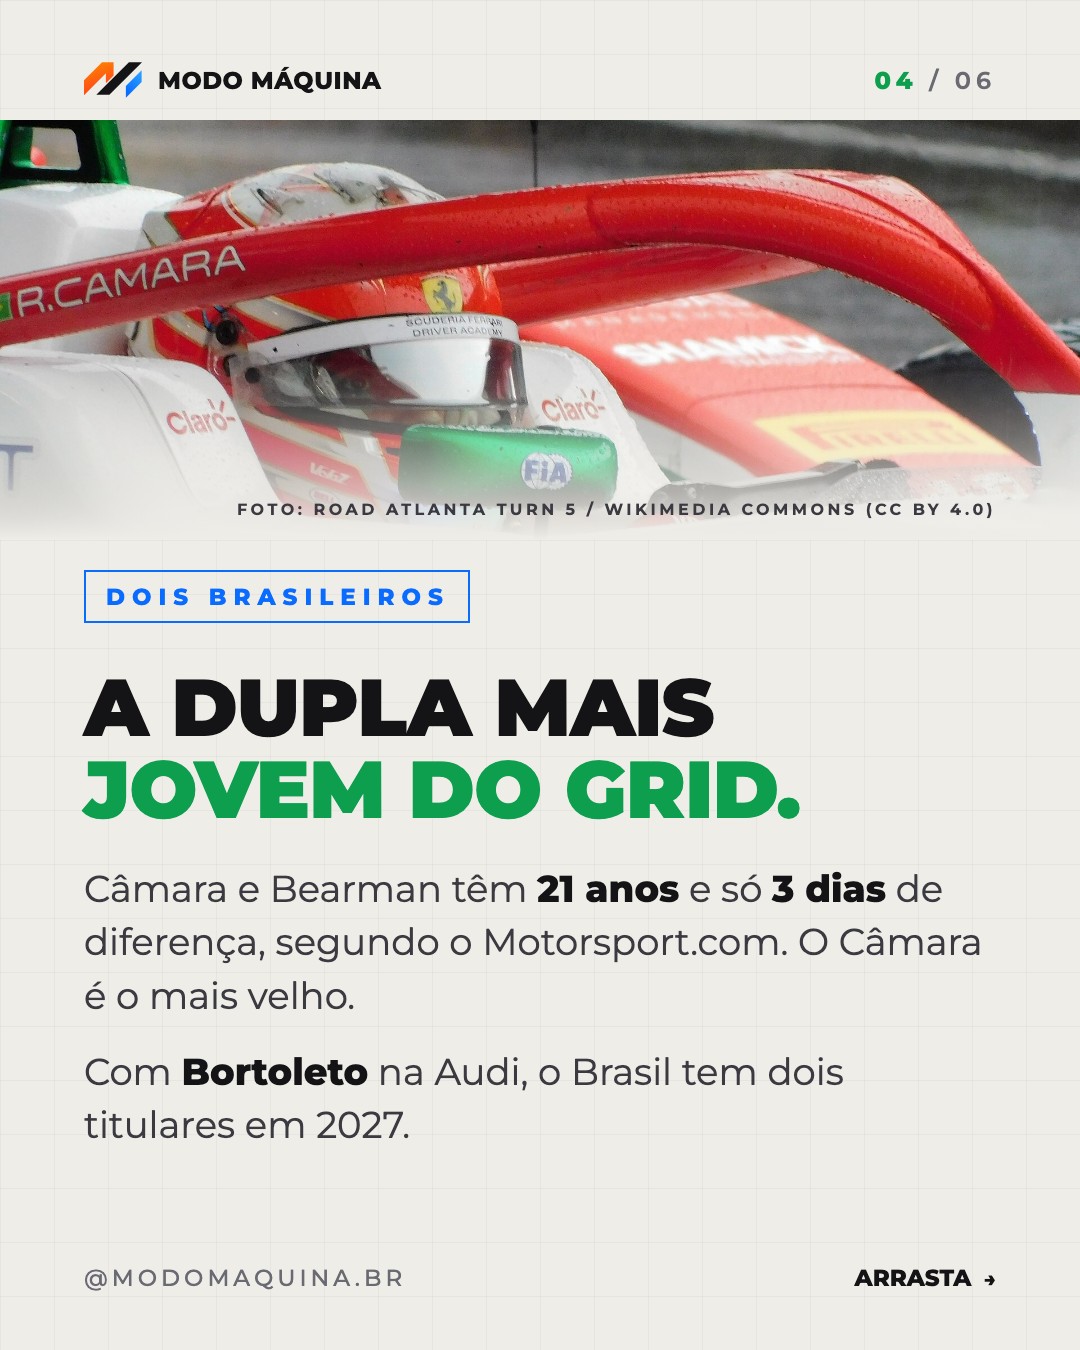 MODO MÁQUINA
04 / 06
R.CAMARA
SCUDERIA FERRARI
DRIVER ACADEMY
SHAMICK
Claro-
Claro-
PIRELLI
FiA
T
FOTO: ROAD ATLANTA TURN 5 / WIKIMEDIA COMMONS (CC BY 4.0)
DOIS BRASILEIROS
A DUPLA MAIS
JOVEM DO GRID.
Câmara e Bearman têm 21 anos e só 3 dias de
diferença, segundo o Motorsport.com. O Câmara
é o mais velho.
Com Bortoleto na Audi, o Brasil tem dois
titulares em 2027.
@MODOMAQUINA.BR
ARRASTA →